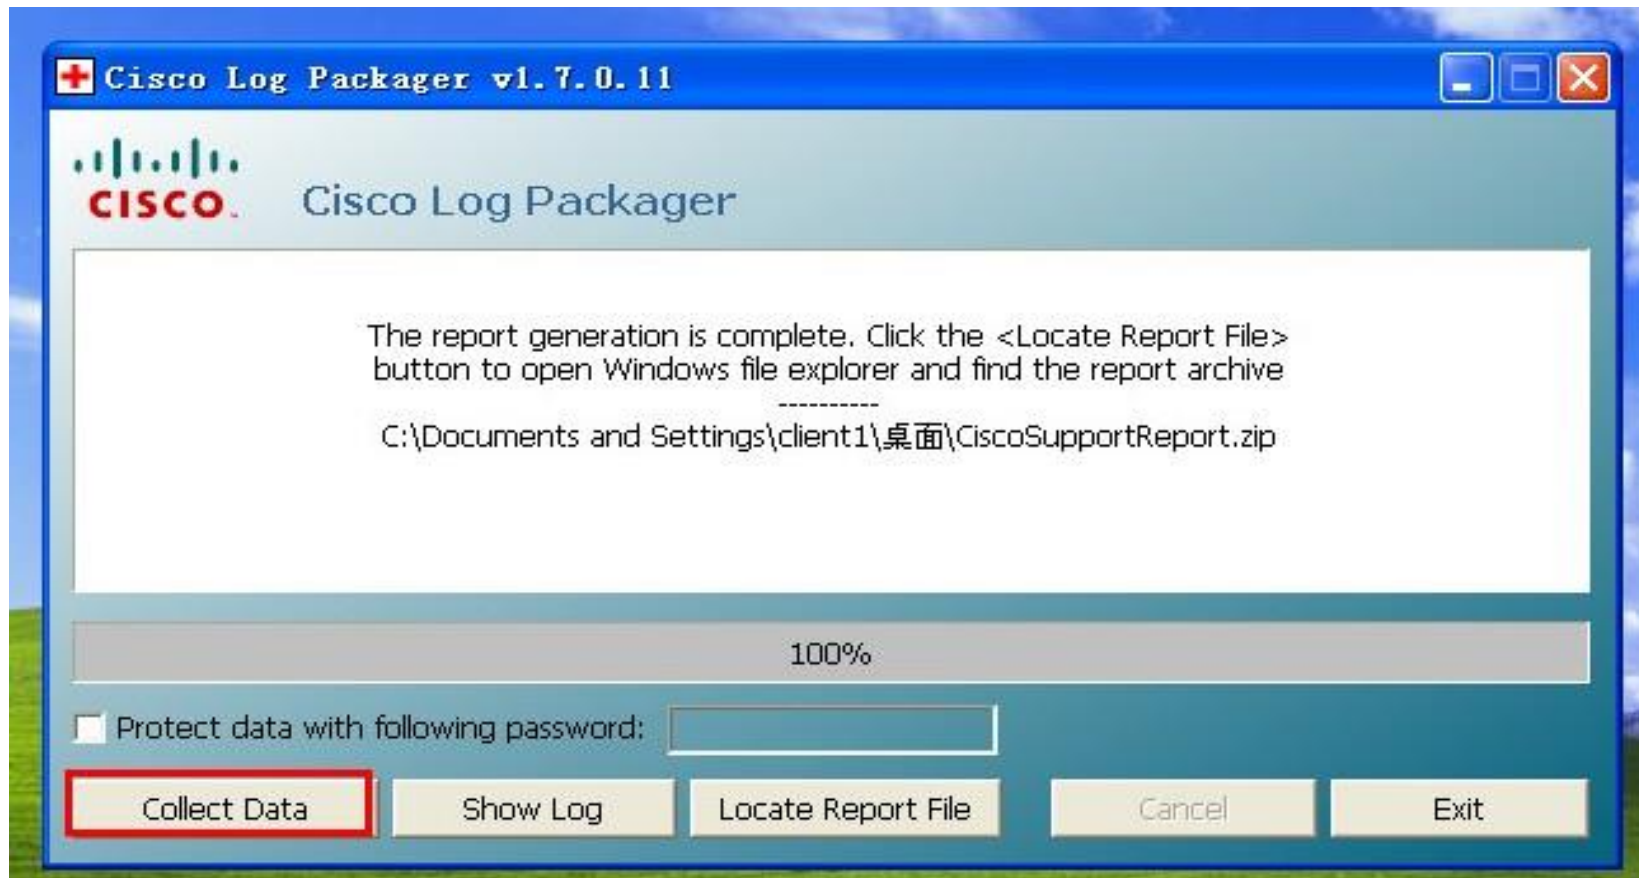 Cisco Log Packager v1.7.0.11
CISCO.
Cisco Log Packager
The report generation is complete. Click the <Locate Report File>
button to open Windows file explorer and find the report archive
----------
C:\Documents and Settings\client1\桌面\CiscoSupportReport.zip
100%
Protect data with following password:
Collect Data
Show Log
Locate Report File
Cancel
Exit